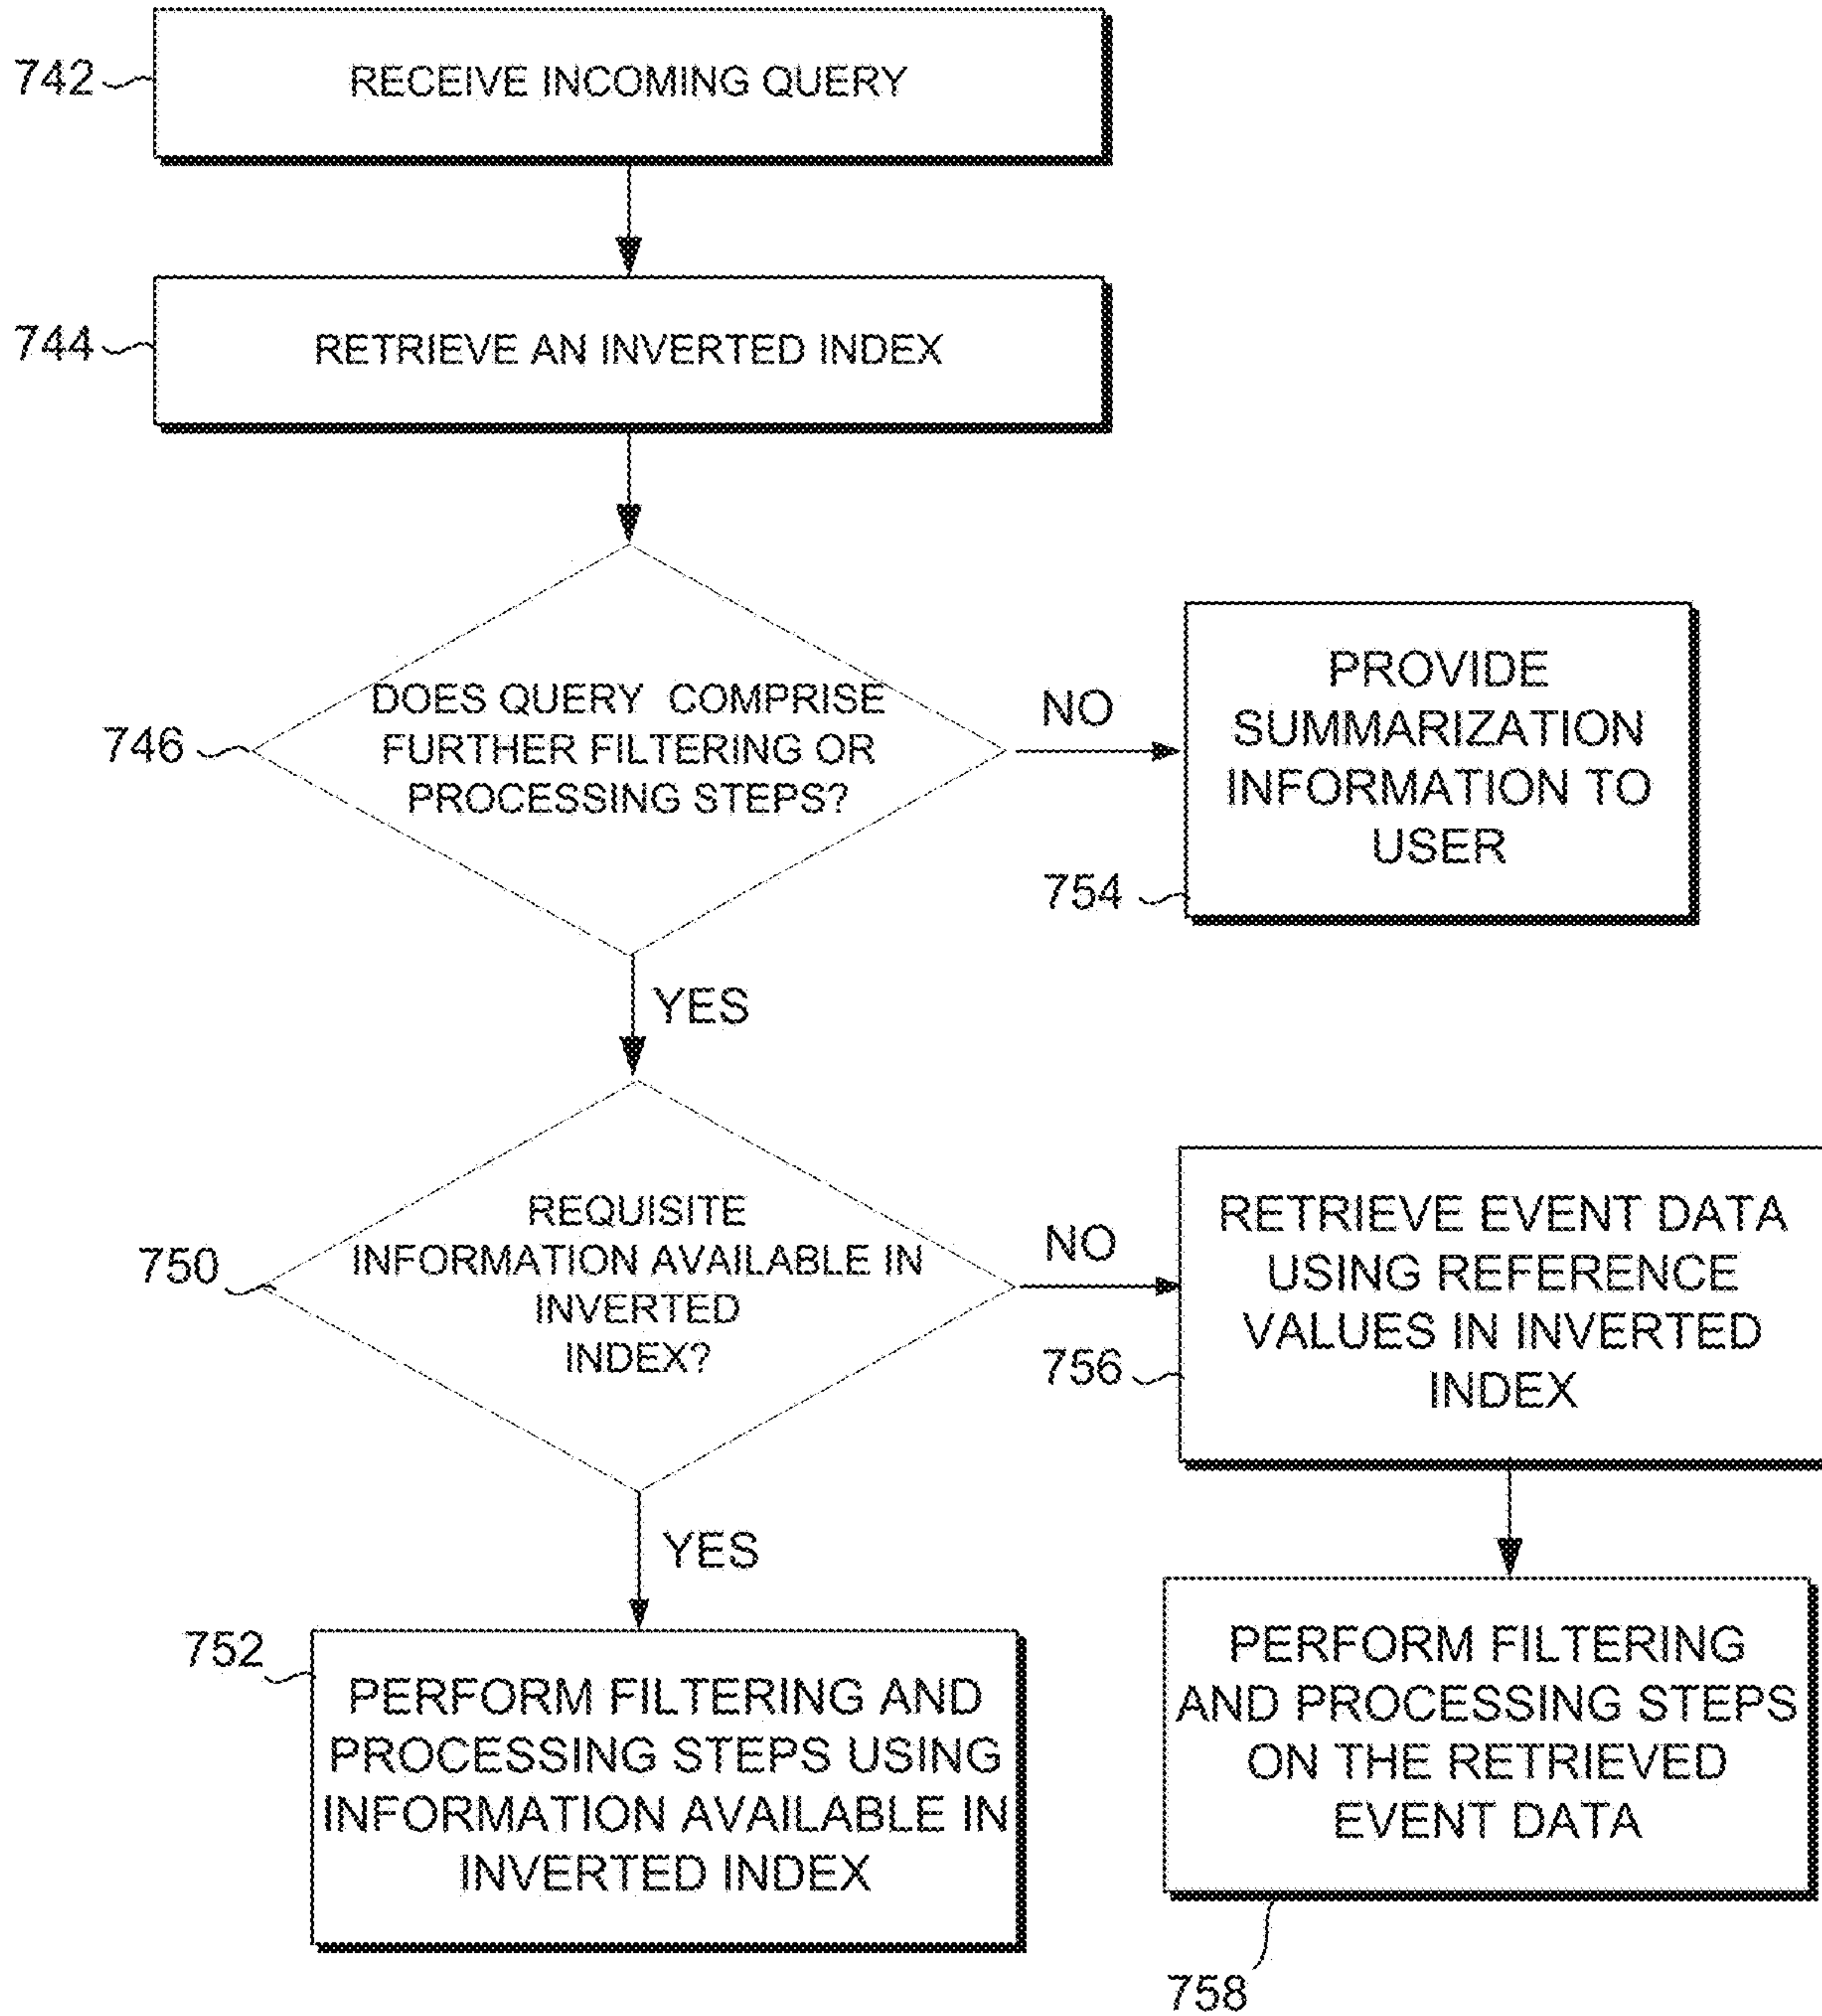 742
RECEIVE INCOMING QUERY
744
RETRIEVE AN INVERTED INDEX
746
DOES QUERY COMPRISE
FURTHER FILTERING OR
PROCESSING STEPS?
NO
PROVIDE
SUMMARIZATION
INFORMATION TO
USER
754
YES
750
REQUISITE
INFORMATION AVAILABLE IN
INVERTED
INDEX?
NO
RETRIEVE EVENT DATA
USING REFERENCE
VALUES IN INVERTED
INDEX
756
YES
752
PERFORM FILTERING AND
PROCESSING STEPS USING
INFORMATION AVAILABLE IN
INVERTED INDEX
PERFORM FILTERING
AND PROCESSING STEPS
ON THE RETRIEVED
EVENT DATA
758